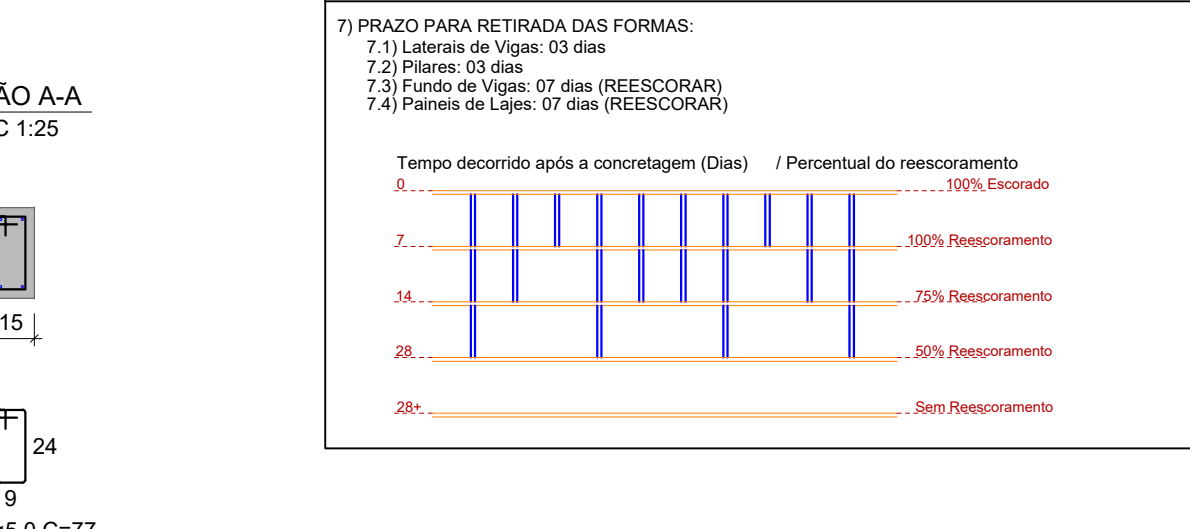 7) PRAZO PARA RETIRADA DAS FORMAS:
7.1) Laterais de Vigas: 03 dias
7.2) Pilares: 03 dias
7.3) Fundo de Vigas: 07 dias (REESCORAR)
7.4) Paineis de Lajes: 07 dias (REESCORAR)
Tempo decorrido após a concretagem (Dias) / Percentual do reescoramento
0 100% Escorado
7 100% Reescoramento
14 75% Reescoramento
28 50% Reescoramento
28+ Sem Reescoramento
ÃO A-A
C 1:25
15
24
9
5.0 C=77